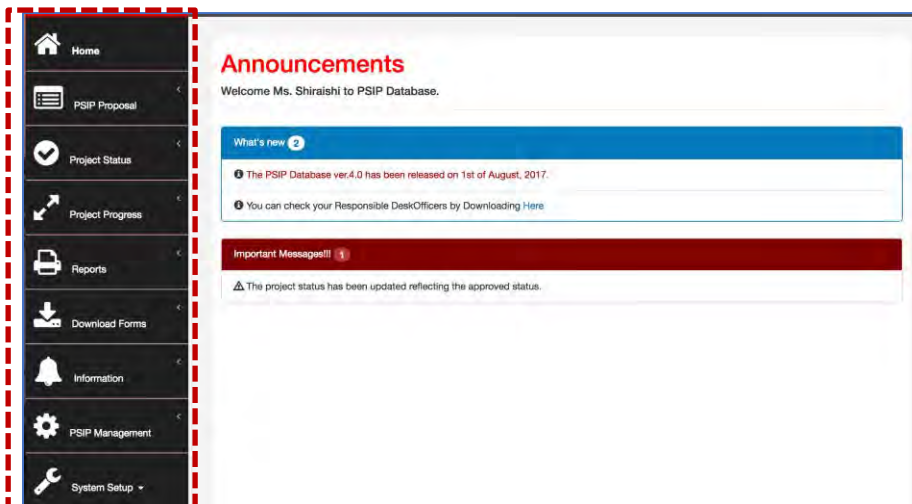 Home
PSIP Proposal
Project Status
Project Progress
Reports
Download Forms
Information
PSIP Management
System Setup
Announcements
Welcome Ms. Shiraishi to PSIP Database.
What's new 2
The PSIP Database ver.4.0 has been released on 1st of August, 2017.
You can check your Responsible DeskOfficers by Downloading Here
Important Messages!!! 1
The project status has been updated reflecting the approved status.